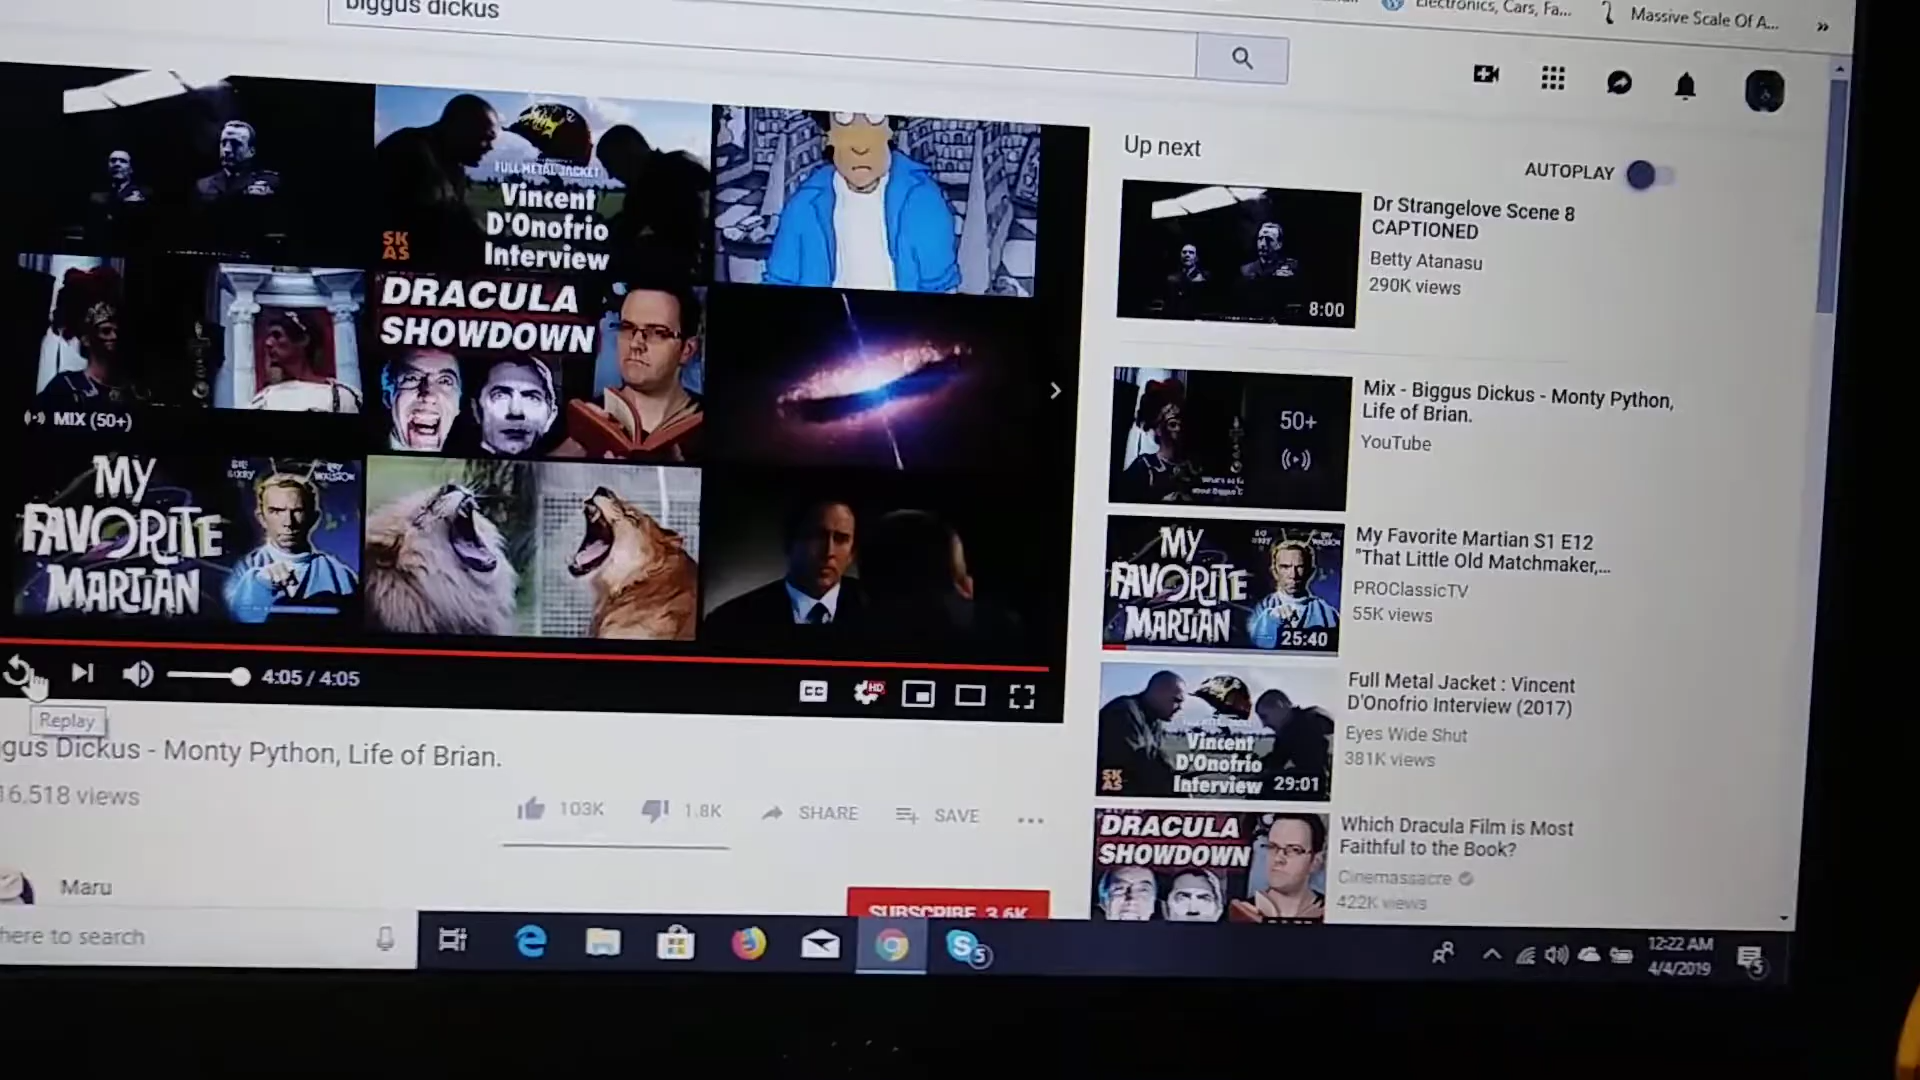 biggus dickus
Electronics, Cars, Fa...
Massive Scale Of A...
»
FULL METAL JACKET
Vincent
D'Onofrio
Interview
SK
AS
DRACULA
SHOWDOWN
MIX (50+)
MY
FAVORITE
MARTIAN
4:05 / 4:05
CC
HD
Replay
gus Dickus - Monty Python, Life of Brian.
16,518 views
103K
1.8K
SHARE
SAVE
Maru
SUBSCRIBE 3.6K
Up next
AUTOPLAY
Dr Strangelove Scene 8
CAPTIONED
Betty Atanasu
290K views
8:00
Mix - Biggus Dickus - Monty Python,
Life of Brian.
YouTube
50+
My Favorite Martian S1 E12
"That Little Old Matchmaker,...
PROClassicTV
55K views
MY
FAVORITE
MARTIAN
25:40
Full Metal Jacket : Vincent
D'Onofrio Interview (2017)
Eyes Wide Shut
381K views
Vincent
D'Onofrio
Interview
SK
AS
29:01
Which Dracula Film is Most
Faithful to the Book?
Cinemassacre
422K views
DRACULA
SHOWDOWN
here to search
S
5
12:22 AM
4/4/2019
5